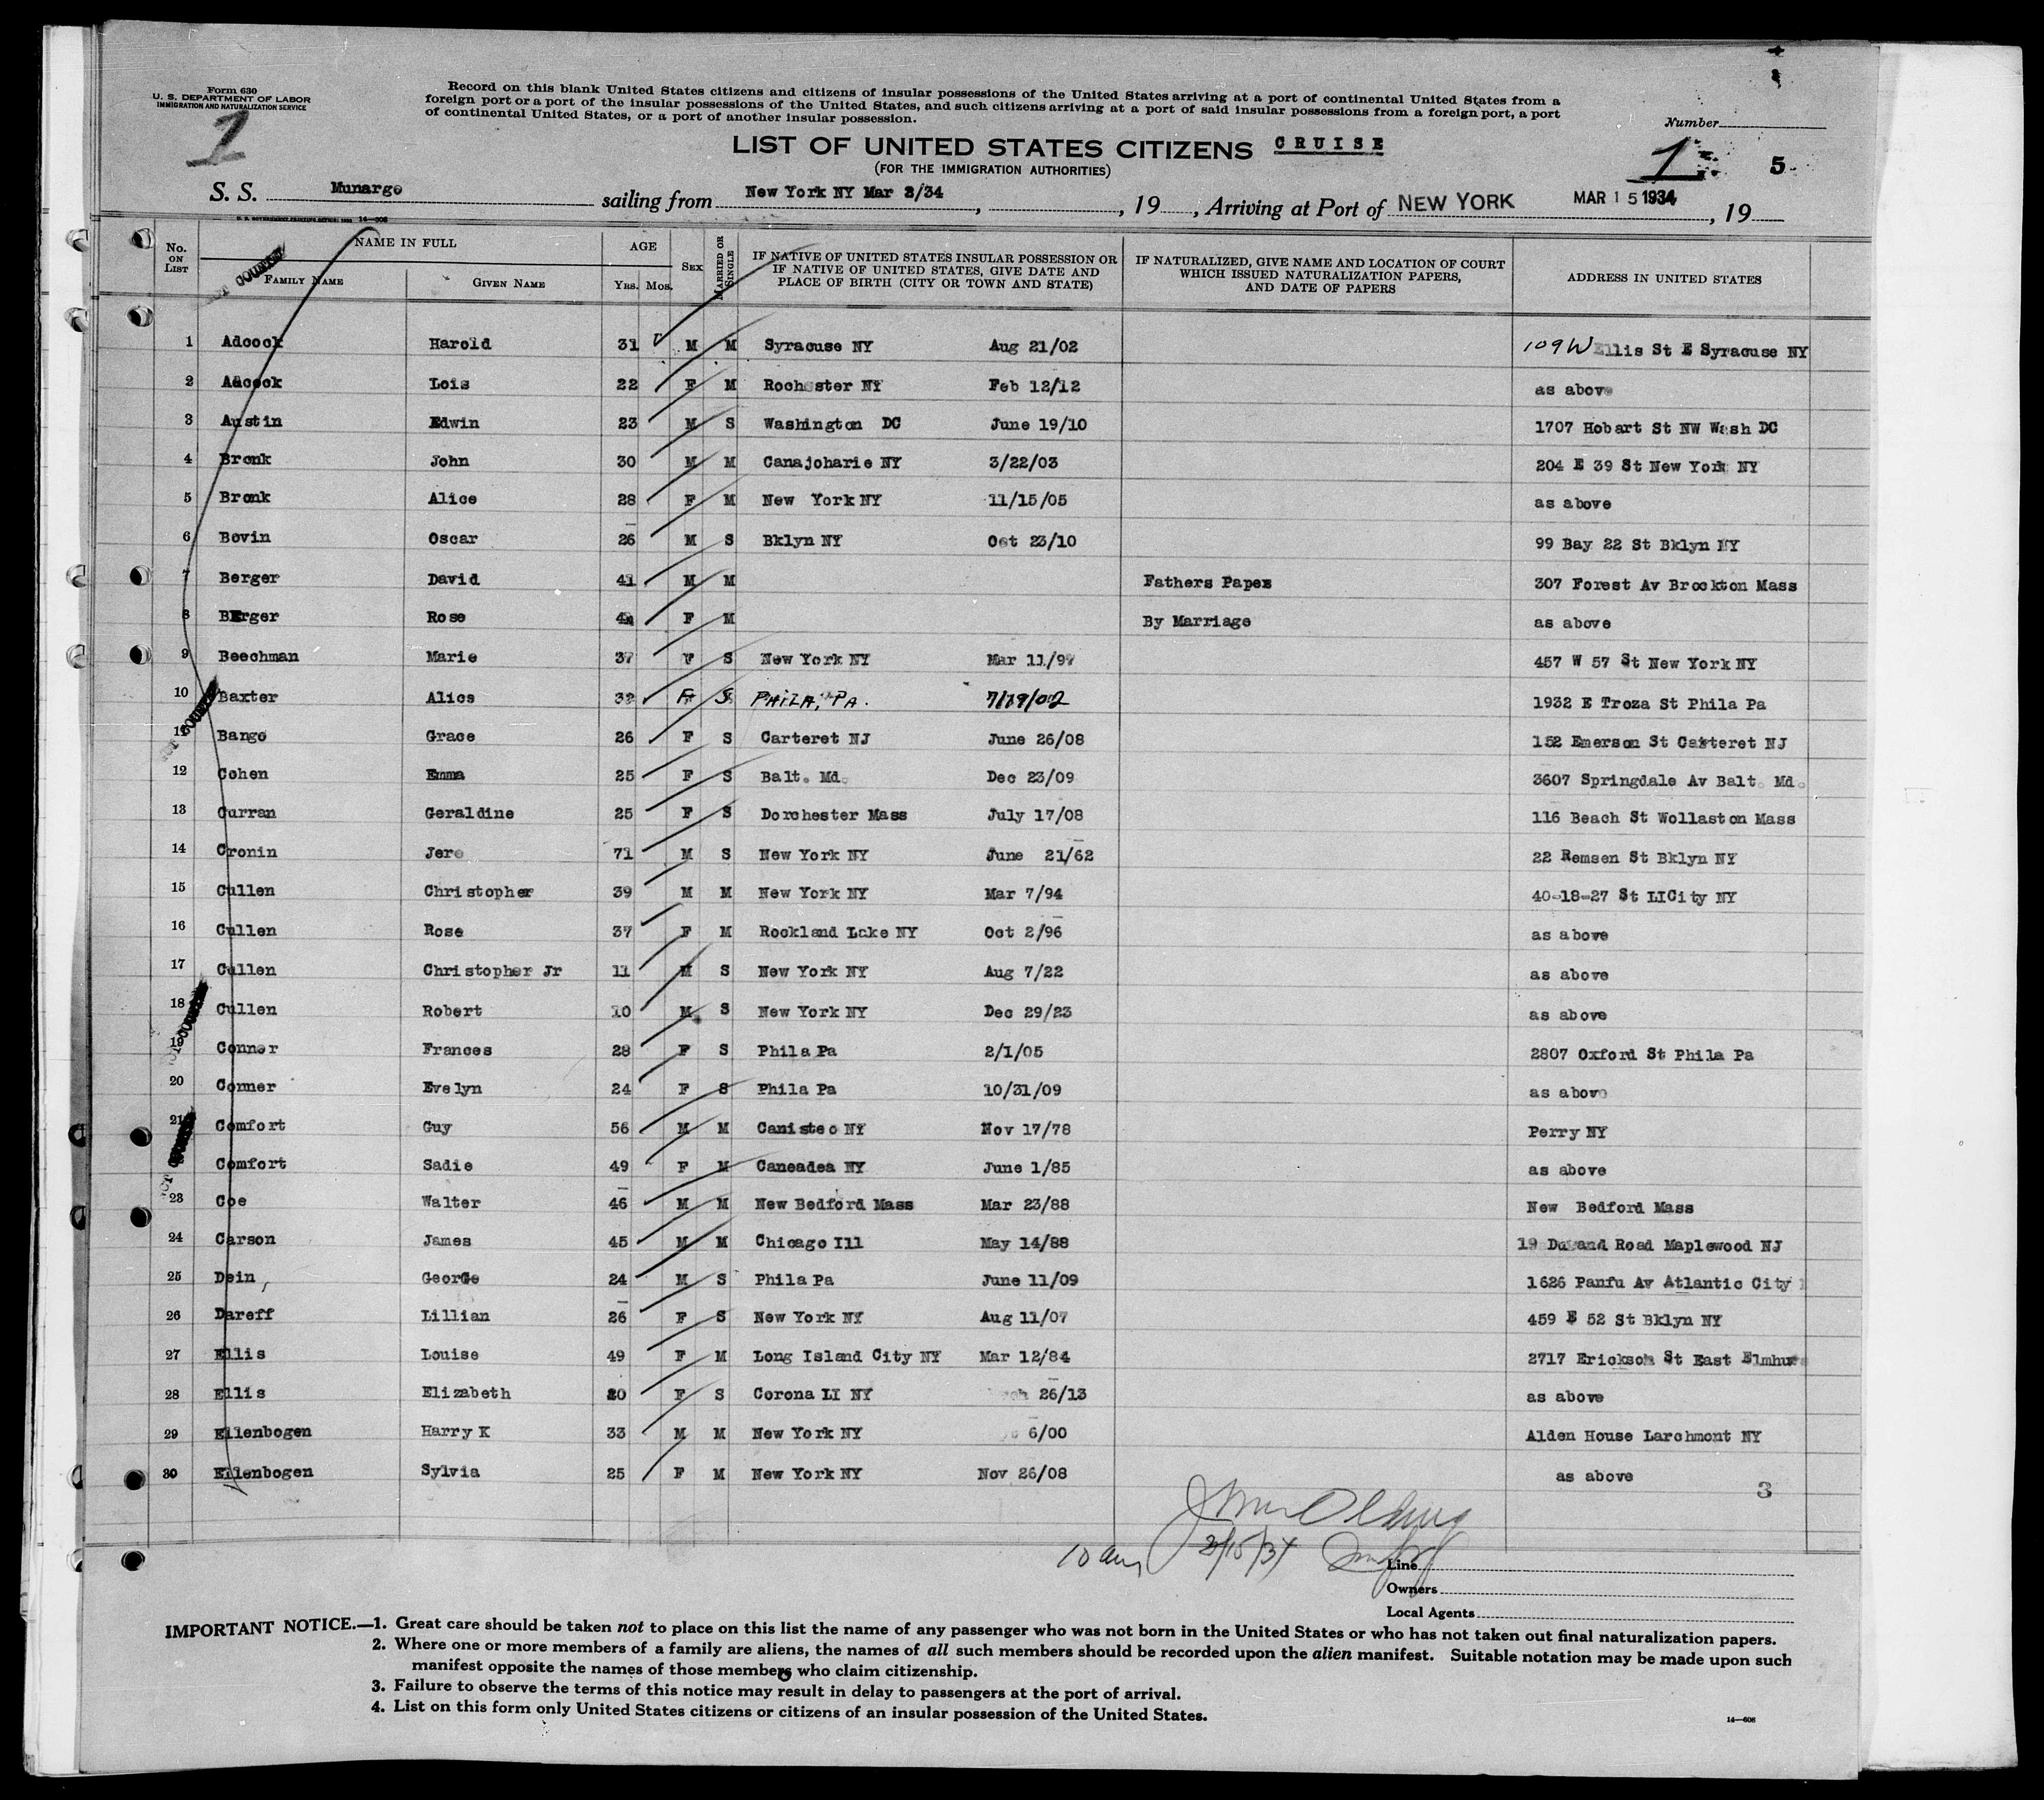 Form 630
U. S. DEPARTMENT OF LABOR
IMMIGRATION AND NATURALIZATION SERVICE
1
Record on this blank United States citizens and citizens of insular possessions of the United States arriving at a port of continental United States from a
foreign port or a port of the insular possessions of the United States, and such citizens arriving at a port of said insular possessions from a foreign port, a port
of continental United States, or a port of another insular possession.
Number
LIST OF UNITED STATES CITIZENS CRUISE
(FOR THE IMMIGRATION AUTHORITIES)
1 5
S. S. Munargo sailing from New York NY Mar 3/34, , 19 , Arriving at Port of NEW YORK MAR 15 1934, 19
No. ON LIST NAME IN FULL AGE SEX MARRIED OR SINGLE IF NATIVE OF UNITED STATES INSULAR POSSESSION OR IF NATIVE OF UNITED STATES, GIVE DATE AND PLACE OF BIRTH (CITY OR TOWN AND STATE) IF NATURALIZED, GIVE NAME AND LOCATION OF COURT WHICH ISSUED NATURALIZATION PAPERS, AND DATE OF PAPERS ADDRESS IN UNITED STATES
FAMILY NAME GIVEN NAME YRS. MOS.
1 Adcock Harold 31 M M Syracuse NY Aug 21/02 109 W Ellis St E Syracuse NY
2 Adcock Lois 22 F M Rochester NY Feb 12/12 as above
3 Austin Edwin 23 M S Washington DC June 19/10 1707 Hobart St NW Wash DC
4 Bronk John 30 M M Canajoharie NY 3/22/03 204 E 39 St New York NY
5 Bronk Alice 28 F M New York NY 11/15/05 as above
6 Bovin Oscar 26 M S Bklyn NY Oct 23/10 99 Bay 22 St Bklyn NY
7 Berger David 41 M M Fathers Papes 307 Forest Av Brockton Mass
8 Berger Rose F M By Marriage as above
9 Beechman Marie 37 F S New York NY Mar 11/97 457 W 57 St New York NY
10 Baxter Alice 32 F S PHILA, PA. 7/19/02 1932 E Troza St Phila Pa
11 Bango Grace 26 F S Carteret NJ June 26/08 152 Emerson St Carteret NJ
12 Cohen Emma 25 F S Balt. Md. Dec 23/09 3607 Springdale Av Balt. Md.
13 Curran Geraldine 25 F S Dorchester Mass July 17/08 116 Beach St Wollaston Mass
14 Cronin Jere 71 M S New York NY June 21/62 22 Remsen St Bklyn NY
15 Cullen Christopher 39 M M New York NY Mar 7/94 40-18-27 St LICity NY
16 Cullen Rose 37 F M Rockland Lake NY Oct 2/96 as above
17 Cullen Christopher Jr 11 M S New York NY Aug 7/22 as above
18 Cullen Robert 10 M S New York NY Dec 29/23 as above
19 Conner Frances 28 F S Phila Pa 2/1/05 2807 Oxford St Phila Pa
20 Conner Evelyn 24 F S Phila Pa 10/31/09 as above
21 Comfort Guy 56 M M Canisteo NY Nov 17/78 Perry NY
Comfort Sadie 49 F M Caneadea NY June 1/85 as above
23 Coe Walter 46 M M New Bedford Mass Mar 23/88 New Bedford Mass
24 Carson James 45 M M Chicago Ill May 14/88 19 Durand Road Maplewood NJ
25 Dein, George 24 M S Phila Pa June 11/09 1626 Panfu Av Atlantic City
26 Dareff Lillian 26 F S New York NY Aug 11/07 459 E 52 St Bklyn NY
27 Ellis Louise 49 F M Long Island City NY Mar 12/84 2717 Erickson St East Elmhurs
28 Ellis Elizabeth 20 F S Corona LI NY 26/13 as above
29 Ellenbogen Harry K 33 M M New York NY 6/00 Alden House Larchmont NY
30 Ellenbogen Sylvia 25 F M New York NY Nov 26/08 as above
3
10 am 3/15/34
Line
Owners
Local Agents
IMPORTANT NOTICE.—1. Great care should be taken not to place on this list the name of any passenger who was not born in the United States or who has not taken out final naturalization papers.
2. Where one or more members of a family are aliens, the names of all such members should be recorded upon the alien manifest. Suitable notation may be made upon such
manifest opposite the names of those members who claim citizenship.
3. Failure to observe the terms of this notice may result in delay to passengers at the port of arrival.
4. List on this form only United States citizens or citizens of an insular possession of the United States.
14—608